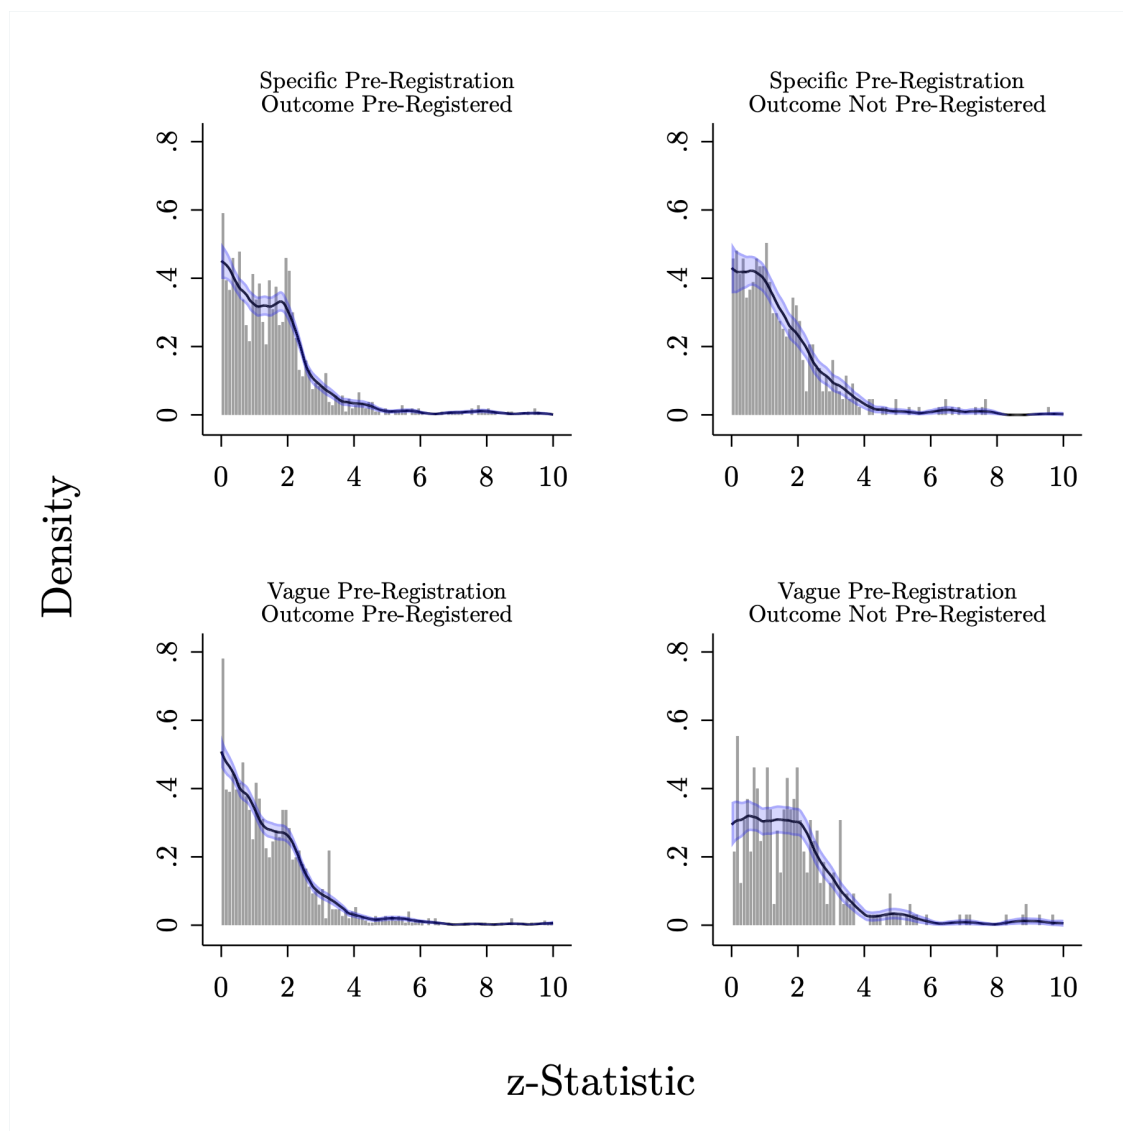 Specific Pre-Registration
Outcome Pre-Registered
.8
.6
.4
.2
0
0 2 4 6 8 10
Specific Pre-Registration
Outcome Not Pre-Registered
.8
.6
.4
.2
0
0 2 4 6 8 10
Density
Vague Pre-Registration
Outcome Pre-Registered
.8
.6
.4
.2
0
0 2 4 6 8 10
Vague Pre-Registration
Outcome Not Pre-Registered
.8
.6
.4
.2
0
0 2 4 6 8 10
z-Statistic